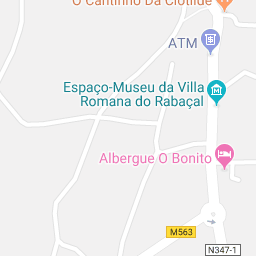 O Cantinho Da Clotilde
ATM
Espaço-Museu da Villa
Romana do Rabaçal
Albergue O Bonito
M563
N347-1